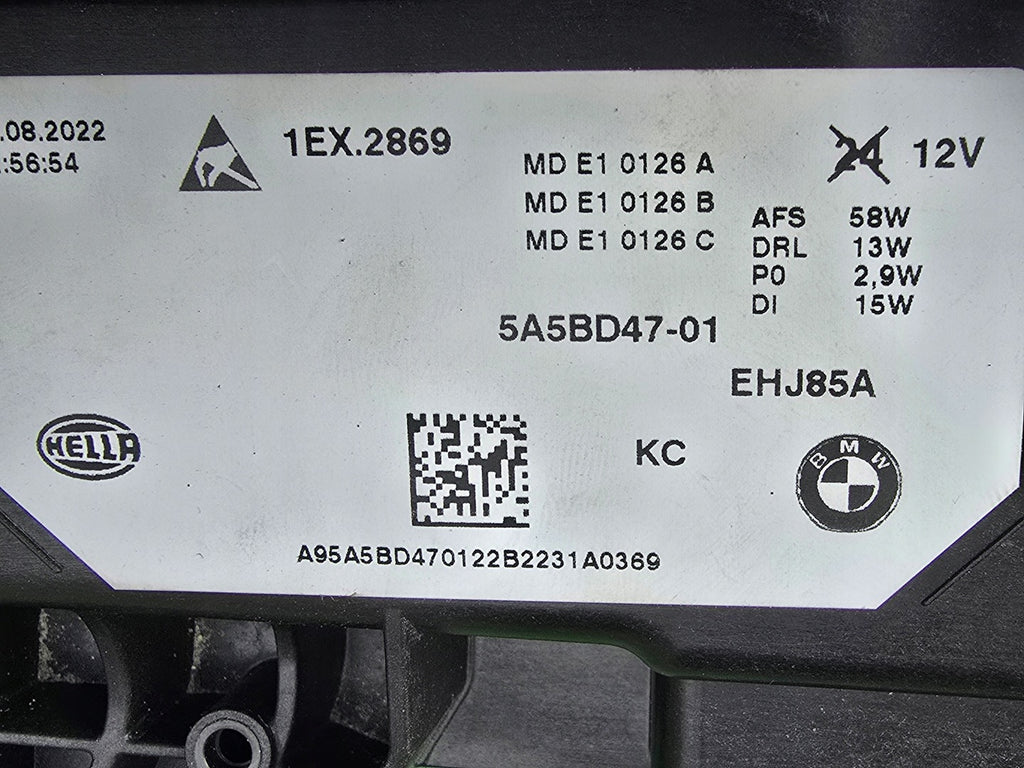 .08.2022
:56:54
1EX.2869
MD E1 0126 A
MD E1 0126 B
MD E1 0126 C
24 12V
AFS 58W
DRL 13W
P0 2,9W
DI 15W
5A5BD47-01
EHJ85A
HELLA
KC
BMW
A95A5BD470122B2231A0369